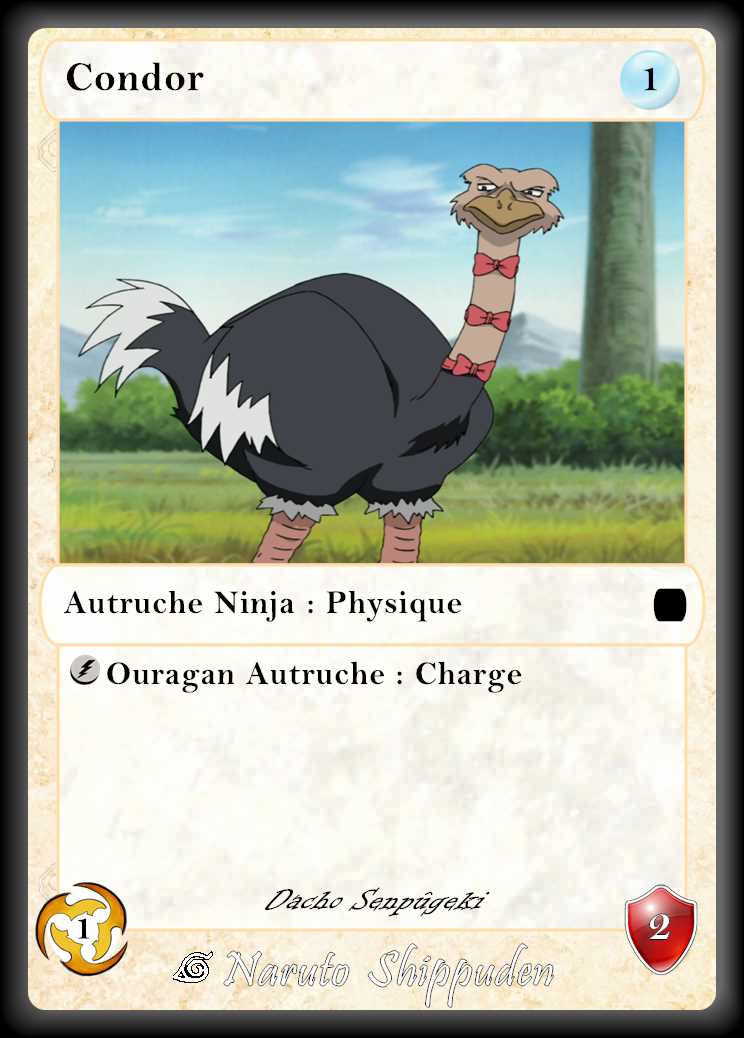 Condor
1
Autruche Ninja : Physique
Ouragan Autruche : Charge
Dacho Senpûgeki
1
2
Naruto Shippuden